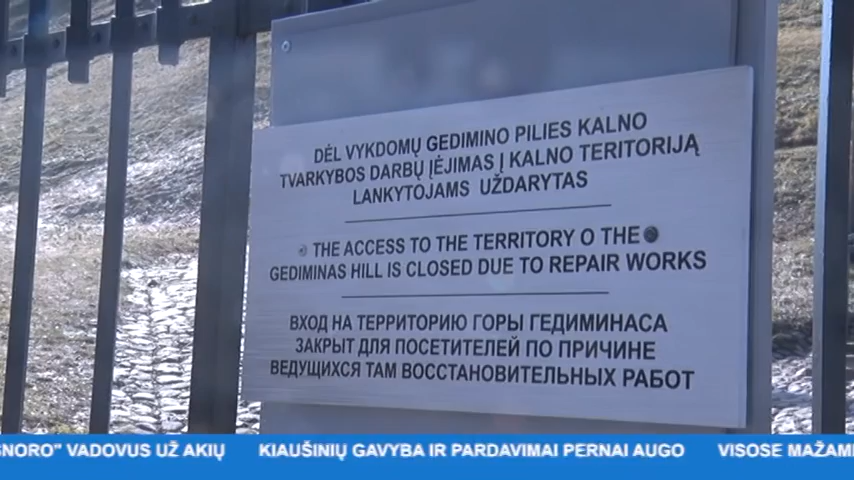 DĖL VYKDOMŲ GEDIMINO PILIES KALNO
TVARKYBOS DARBŲ ĮĖJIMAS Į KALNO TERITORIJĄ
LANKYTOJAMS UŽDARYTAS
THE ACCESS TO THE TERRITORY O THE
GEDIMINAS HILL IS CLOSED DUE TO REPAIR WORKS
ВХОД НА ТЕРРИТОРИЮ ГОРЫ ГЕДИМИНАСА
ЗАКРЫТ ДЛЯ ПОСЕТИТЕЛЕЙ ПО ПРИЧИНЕ
ВЕДУЩИХСЯ ТАМ ВОССТАНОВИТЕЛЬНЫХ РАБОТ
SNORO" VADOVUS UŽ AKIŲ KIAUŠINIŲ GAVYBA IR PARDAVIMAI PERNAI AUGO VISOSE MAŽAM